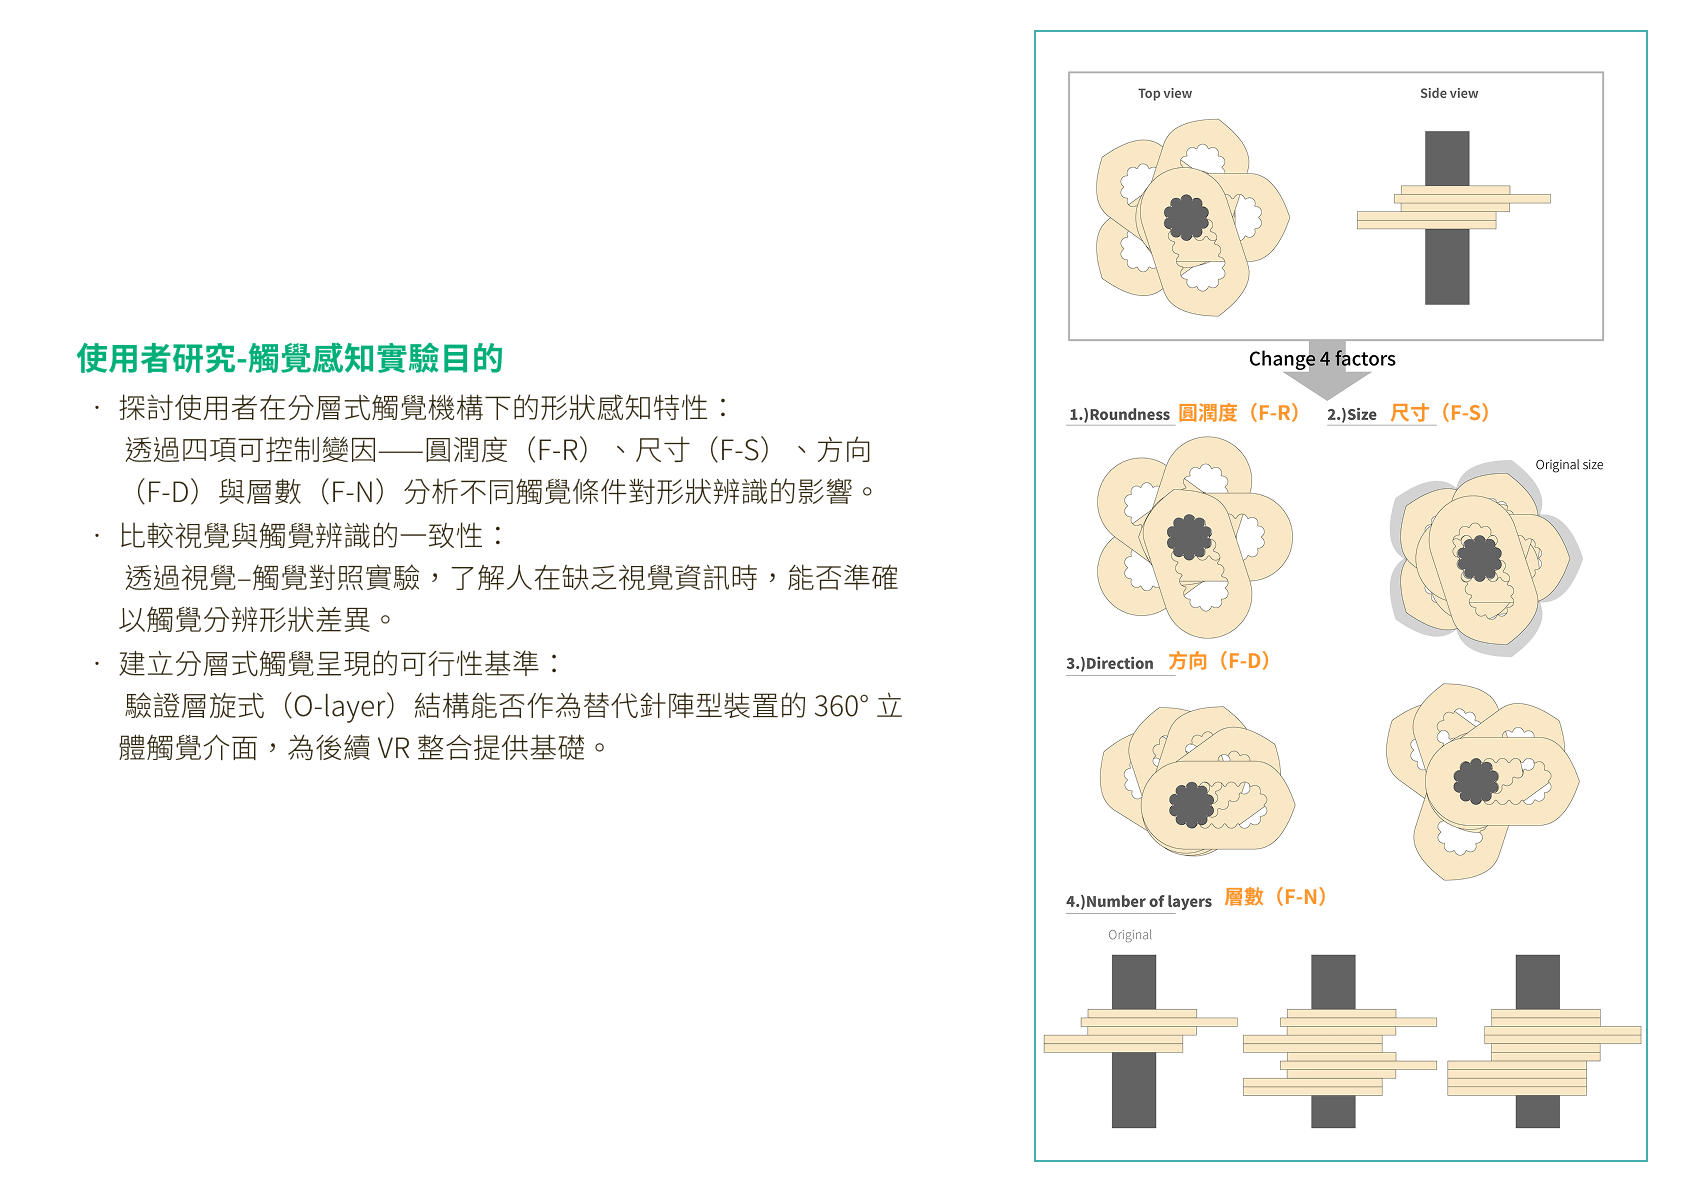 使用者研究-觸覺感知實驗目的
· 探討使用者在分層式觸覺機構下的形狀感知特性：
透過四項可控制變因——圓潤度（F-R）、尺寸（F-S）、方向
（F-D）與層數（F-N）分析不同觸覺條件對形狀辨識的影響。
· 比較視覺與觸覺辨識的一致性：
透過視覺–觸覺對照實驗，了解人在缺乏視覺資訊時，能否準確
以觸覺分辨形狀差異。
· 建立分層式觸覺呈現的可行性基準：
驗證層旋式（O-layer）結構能否作為替代針陣型裝置的 360° 立
體觸覺介面，為後續 VR 整合提供基礎。
Top view
Side view
Change 4 factors
1.)Roundness 圓潤度（F-R）
2.)Size 尺寸（F-S）
Original size
3.)Direction 方向（F-D）
4.)Number of layers 層數（F-N）
Original